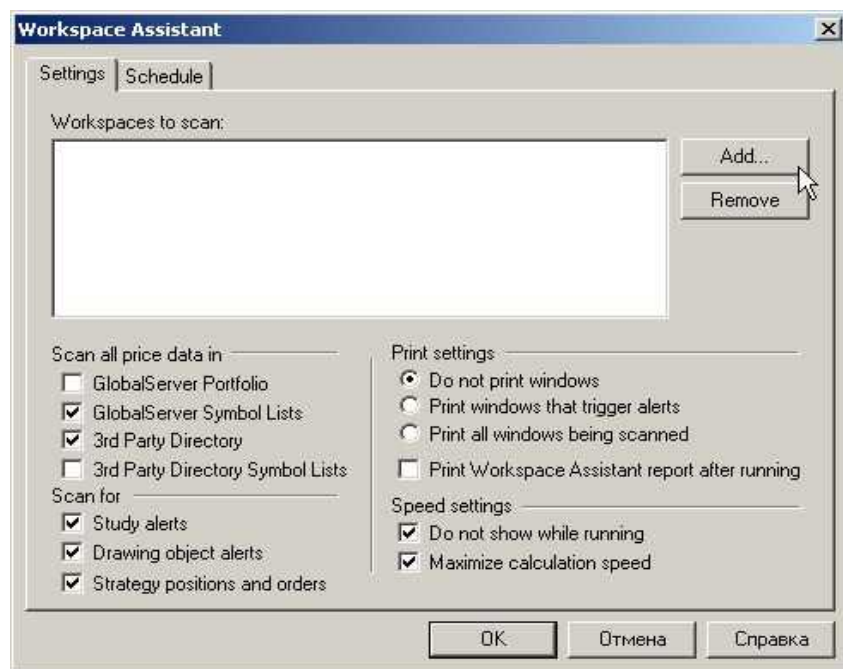 Workspace Assistant
Settings
Schedule
Workspaces to scan:
Add...
Remove
Scan all price data in
GlobalServer Portfolio
GlobalServer Symbol Lists
3rd Party Directory
3rd Party Directory Symbol Lists
Scan for
Study alerts
Drawing object alerts
Strategy positions and orders
Print settings
Do not print windows
Print windows that trigger alerts
Print all windows being scanned
Print Workspace Assistant report after running
Speed settings
Do not show while running
Maximize calculation speed
OK
Отмена
Справка